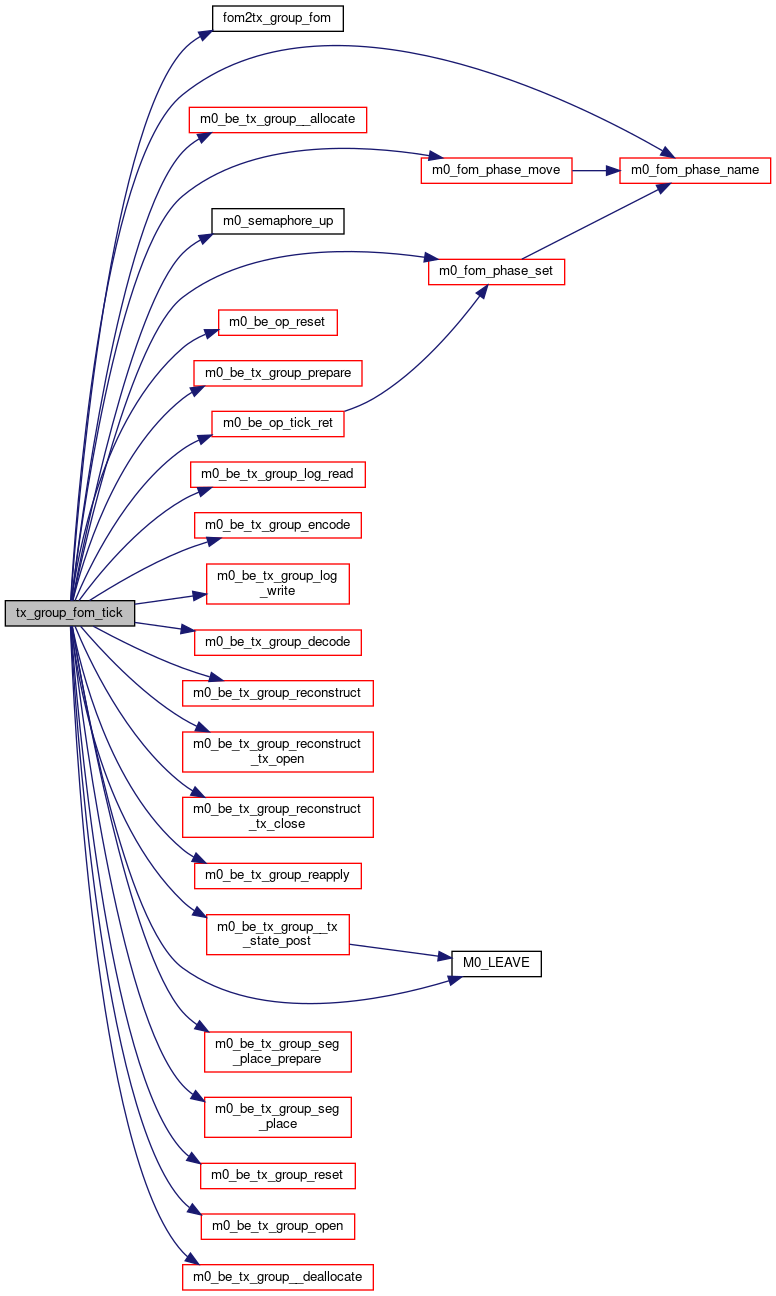 fom2tx_group_fom
m0_be_tx_group__allocate
m0_fom_phase_move
m0_fom_phase_name
m0_semaphore_up
m0_fom_phase_set
m0_be_op_reset
m0_be_tx_group_prepare
m0_be_op_tick_ret
m0_be_tx_group_log_read
m0_be_tx_group_encode
m0_be_tx_group_log
_write
tx_group_fom_tick
m0_be_tx_group_decode
m0_be_tx_group_reconstruct
m0_be_tx_group_reconstruct
_tx_open
m0_be_tx_group_reconstruct
_tx_close
m0_be_tx_group_reapply
m0_be_tx_group__tx
_state_post
M0_LEAVE
m0_be_tx_group_seg
_place_prepare
m0_be_tx_group_seg
_place
m0_be_tx_group_reset
m0_be_tx_group_open
m0_be_tx_group__deallocate